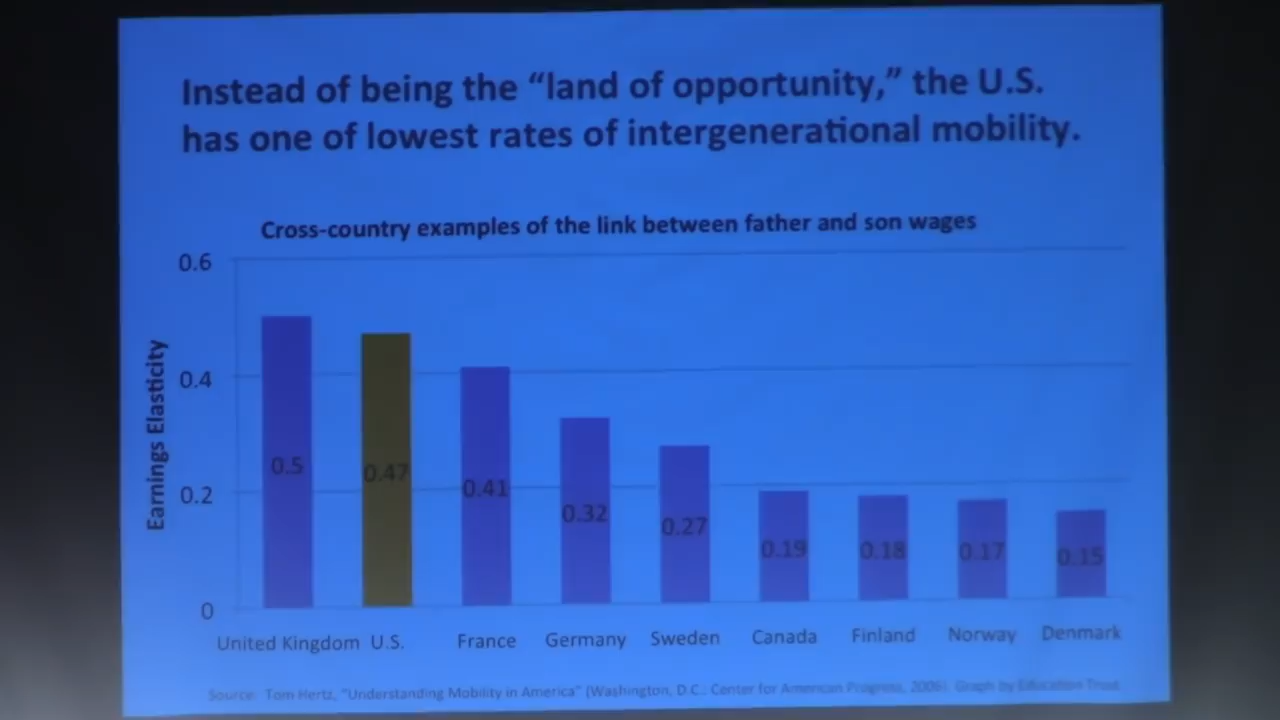 Instead of being the “land of opportunity,” the U.S.
has one of lowest rates of intergenerational mobility.
Cross-country examples of the link between father and son wages
Earnings Elasticity
0.6
0.4
0.2
0
0.5
0.47
0.41
0.32
0.27
0.19
0.18
0.17
0.15
United Kingdom U.S. France Germany Sweden Canada Finland Norway Denmark
Source: Tom Hertz, “Understanding Mobility in America” (Washington, D.C.: Center for American Progress, 2006). Graph by Education Trust